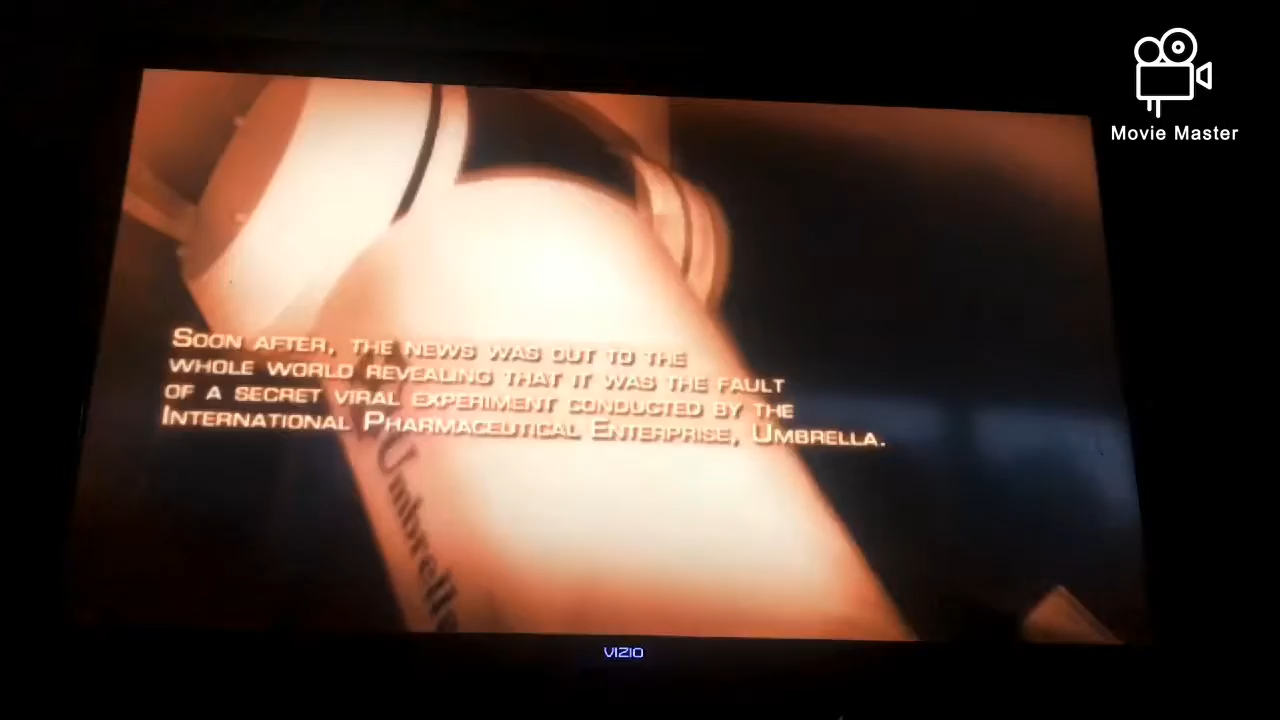 Movie Master
Soon after, the news was out to the
whole world revealing that it was the fault
of a secret viral experiment conducted by the
International Pharmaceutical Enterprise, Umbrella.
Umbrella
VIZIO